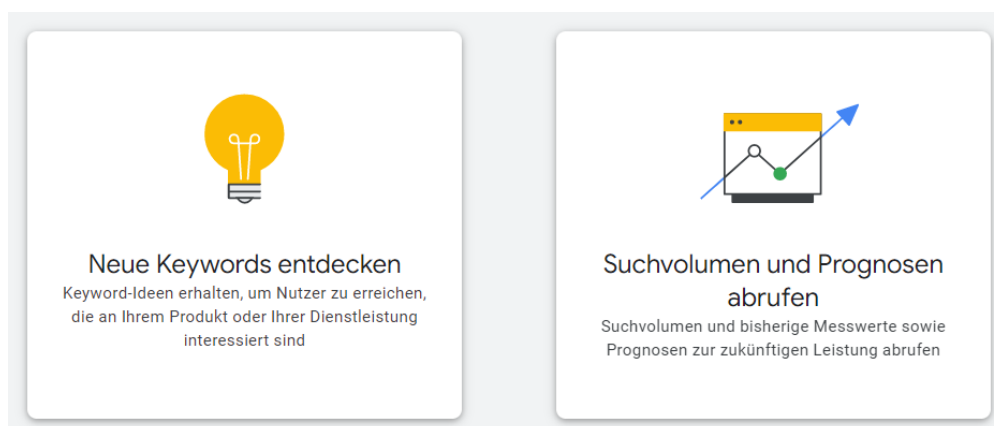 Neue Keywords entdecken
Keyword-Ideen erhalten, um Nutzer zu erreichen,
die an Ihrem Produkt oder Ihrer Dienstleistung
interessiert sind
Suchvolumen und Prognosen
abrufen
Suchvolumen und bisherige Messwerte sowie
Prognosen zur zukünftigen Leistung abrufen